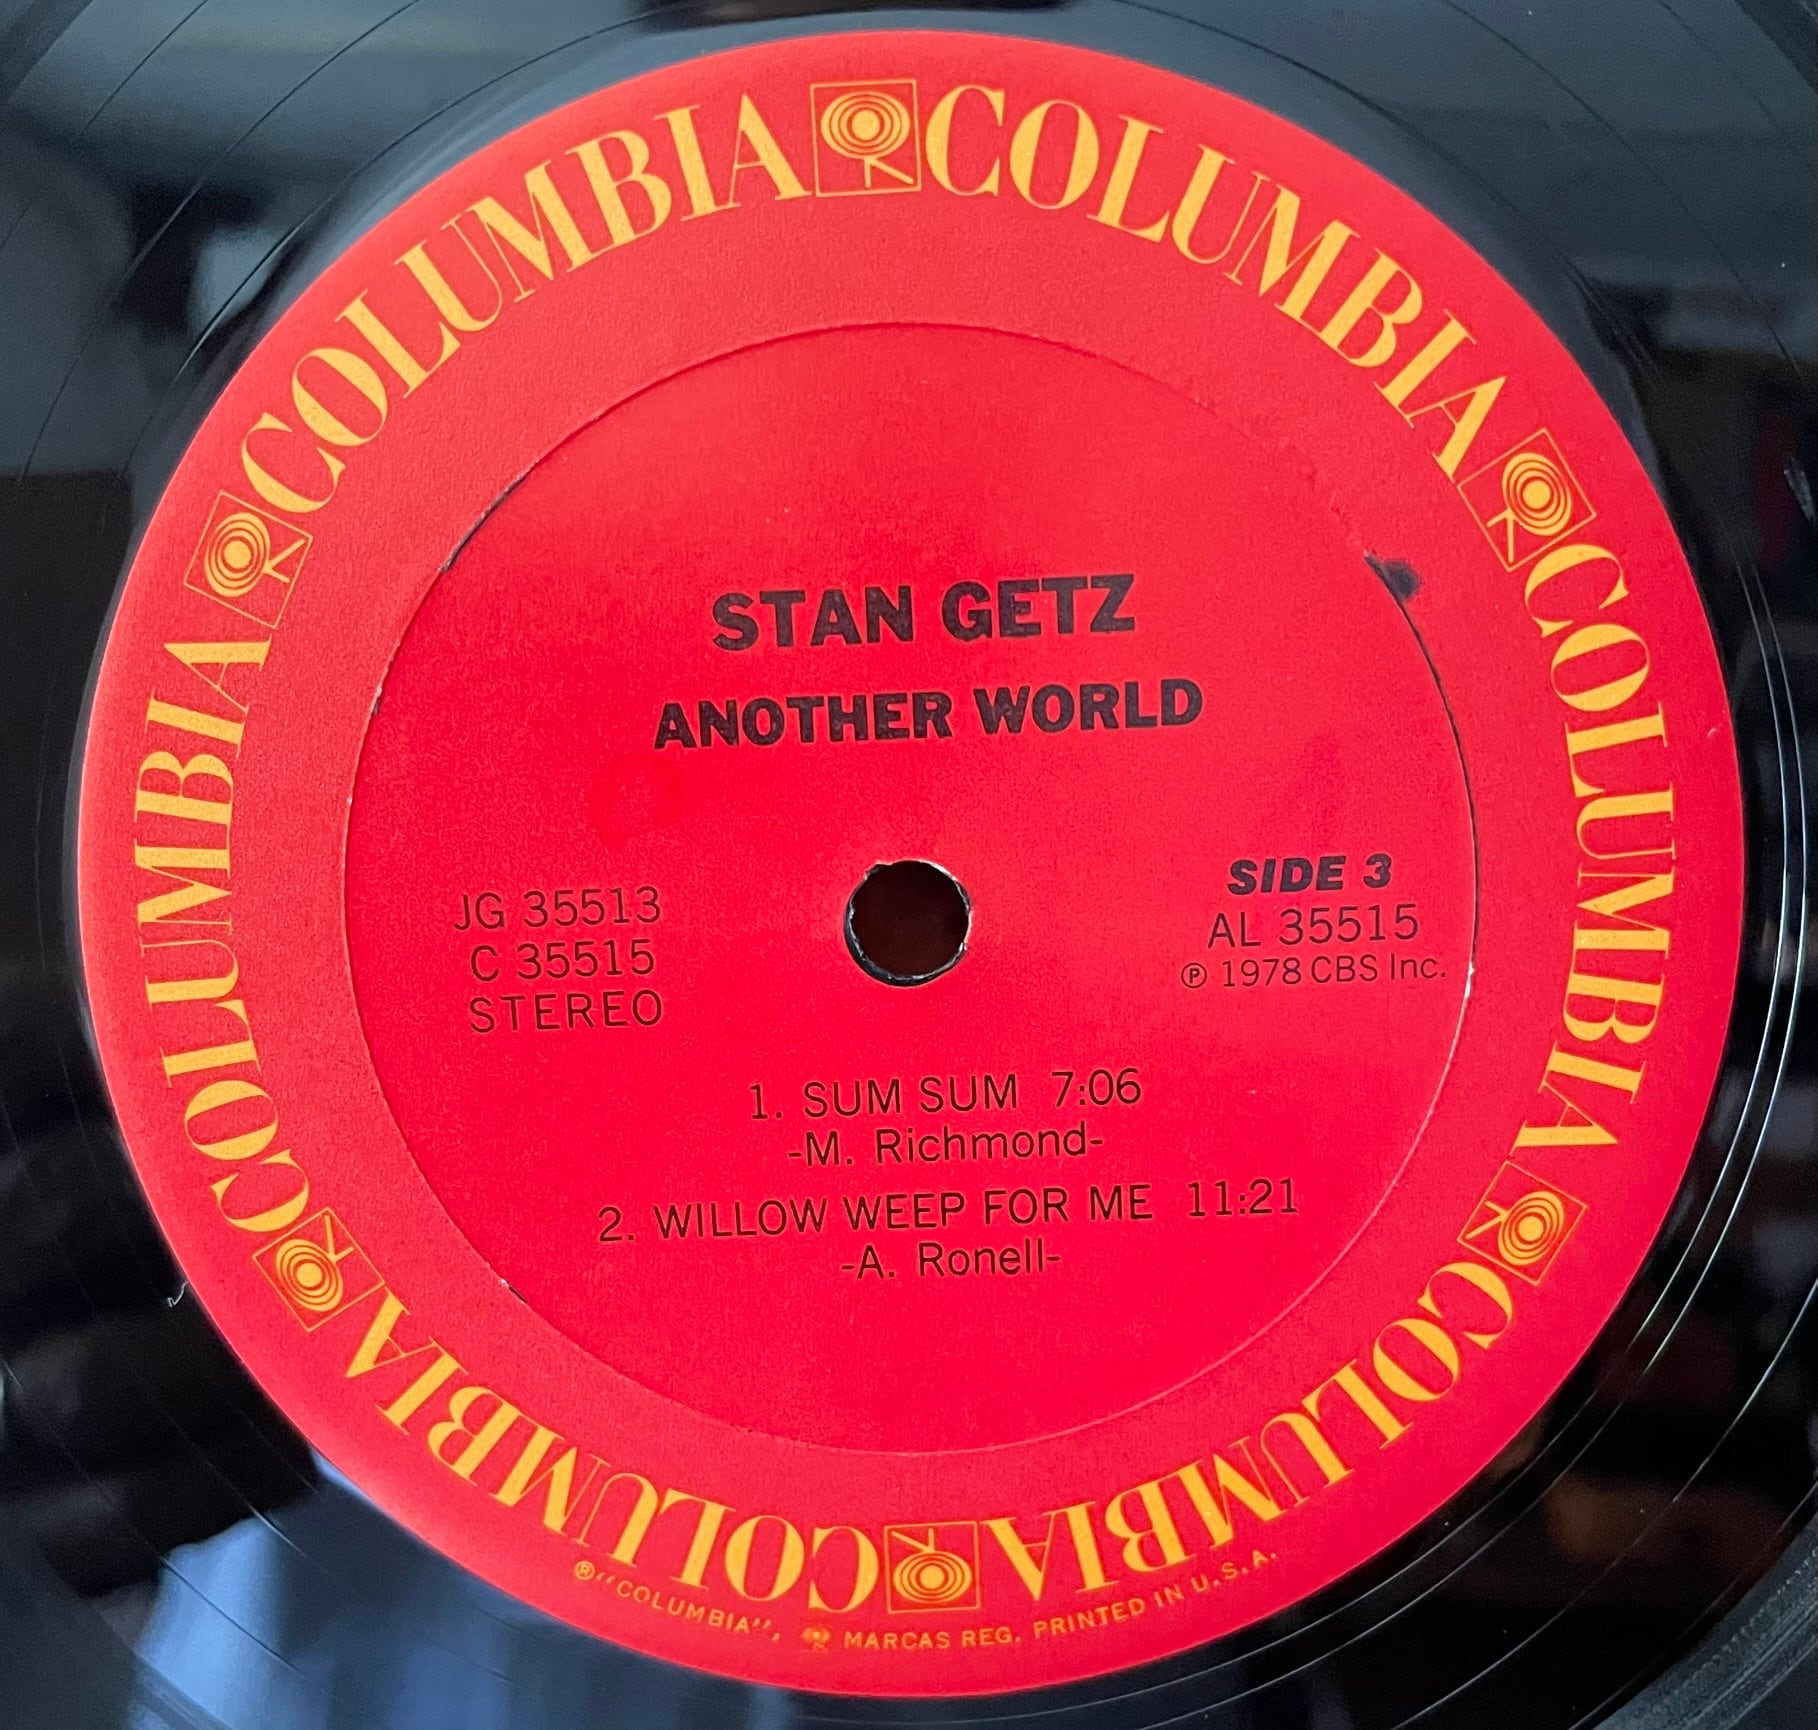 COLUMBIA COLUMBIA COLUMBIA COLUMBIA COLUMBIA COLUMBIA
STAN GETZ
ANOTHER WORLD
JG 35513
C 35515
STEREO
SIDE 3
AL 35515
℗ 1978 CBS Inc.
1. SUM SUM 7:06
-M. Richmond-
2. WILLOW WEEP FOR ME 11:21
-A. Ronell-
®"COLUMBIA", MARCAS REG. PRINTED IN U.S.A.